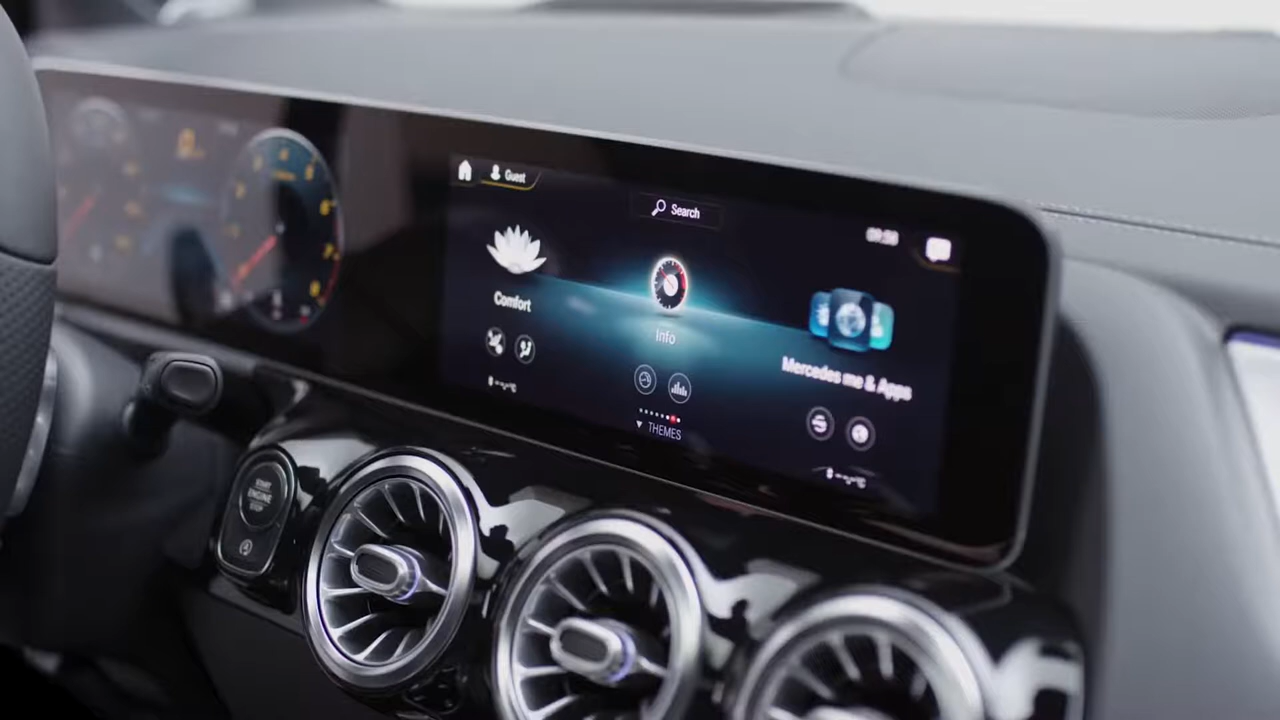 Guest
Search
Comfort
Info
Mercedes me & Apps
THEMES
START
ENGINE
STOP